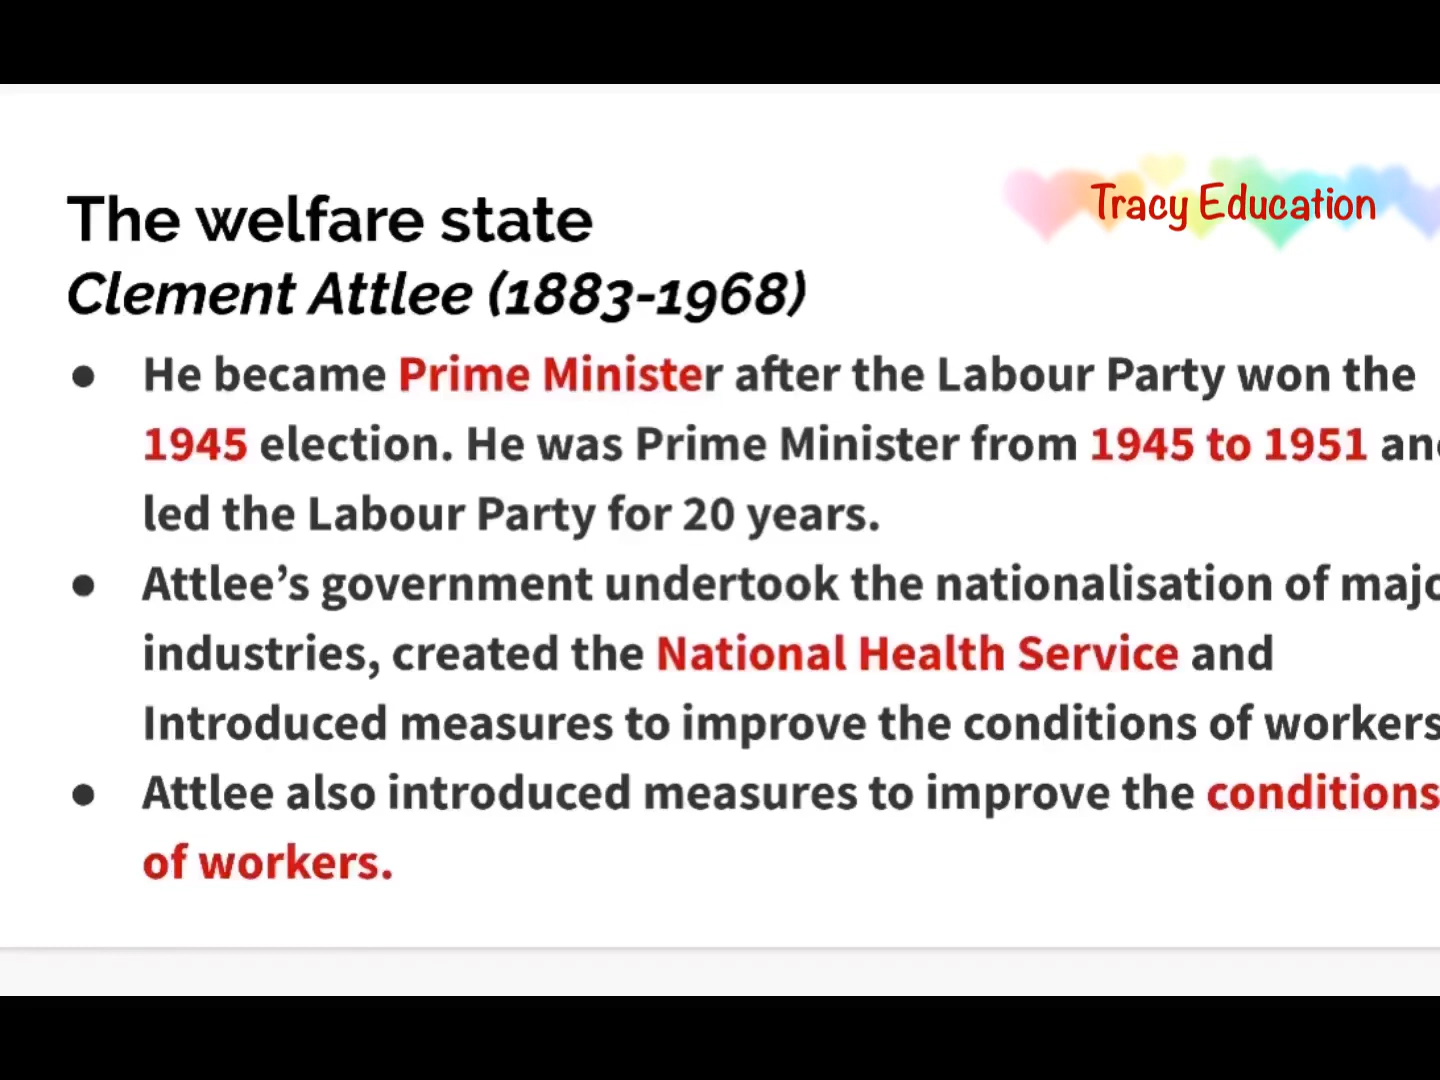 Tracy Education
The welfare state
Clement Attlee (1883-1968)
● He became Prime Minister after the Labour Party won the
1945 election. He was Prime Minister from 1945 to 1951
led the Labour Party for 20 years.
● Attlee’s government undertook the nationalisation of
industries, created the National Health Service and
Introduced measures to improve the conditions of workers
● Attlee also introduced measures to improve the conditions
of workers.